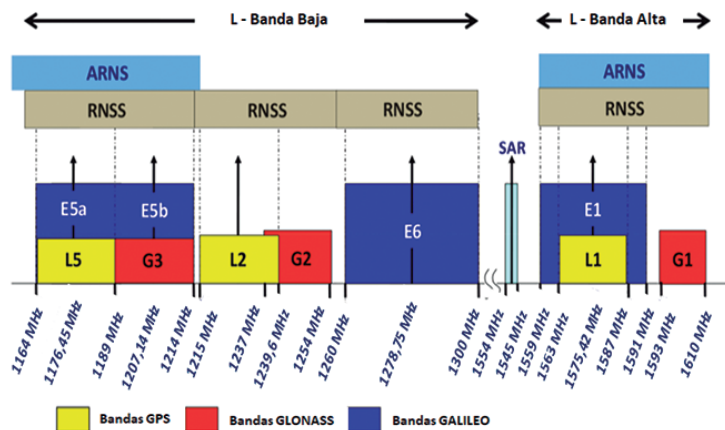 L - Banda Baja
L - Banda Alta
ARNS
ARNS
RNSS
RNSS
RNSS
RNSS
SAR
E5a
E5b
E6
E1
L5
G3
L2
G2
L1
G1
1164 MHz
1176,45 MHz
1189 MHz
1207,14 MHz
1214 MHz
1215 MHz
1237 MHz
1239,6 MHz
1254 MHz
1260 MHz
1278,75 MHz
1300 MHz
1554 MHz
1545 MHz
1559 MHz
1563 MHz
1575,42 MHz
1587 MHz
1591 MHz
1593 MHz
1610 MHz
Bandas GPS
Bandas GLONASS
Bandas GALILEO